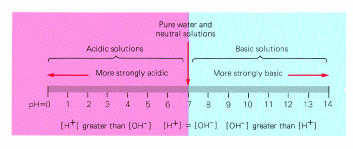 Pure water and
neutral solutions
Acidic solutions
Basic solutions
More strongly acidic
More strongly basic
pH=0 1 2 3 4 5 6 7 8 9 10 11 12 13 14
[H+] greater than [OH−] [H+] = [OH−] [OH−] greater than [H+]